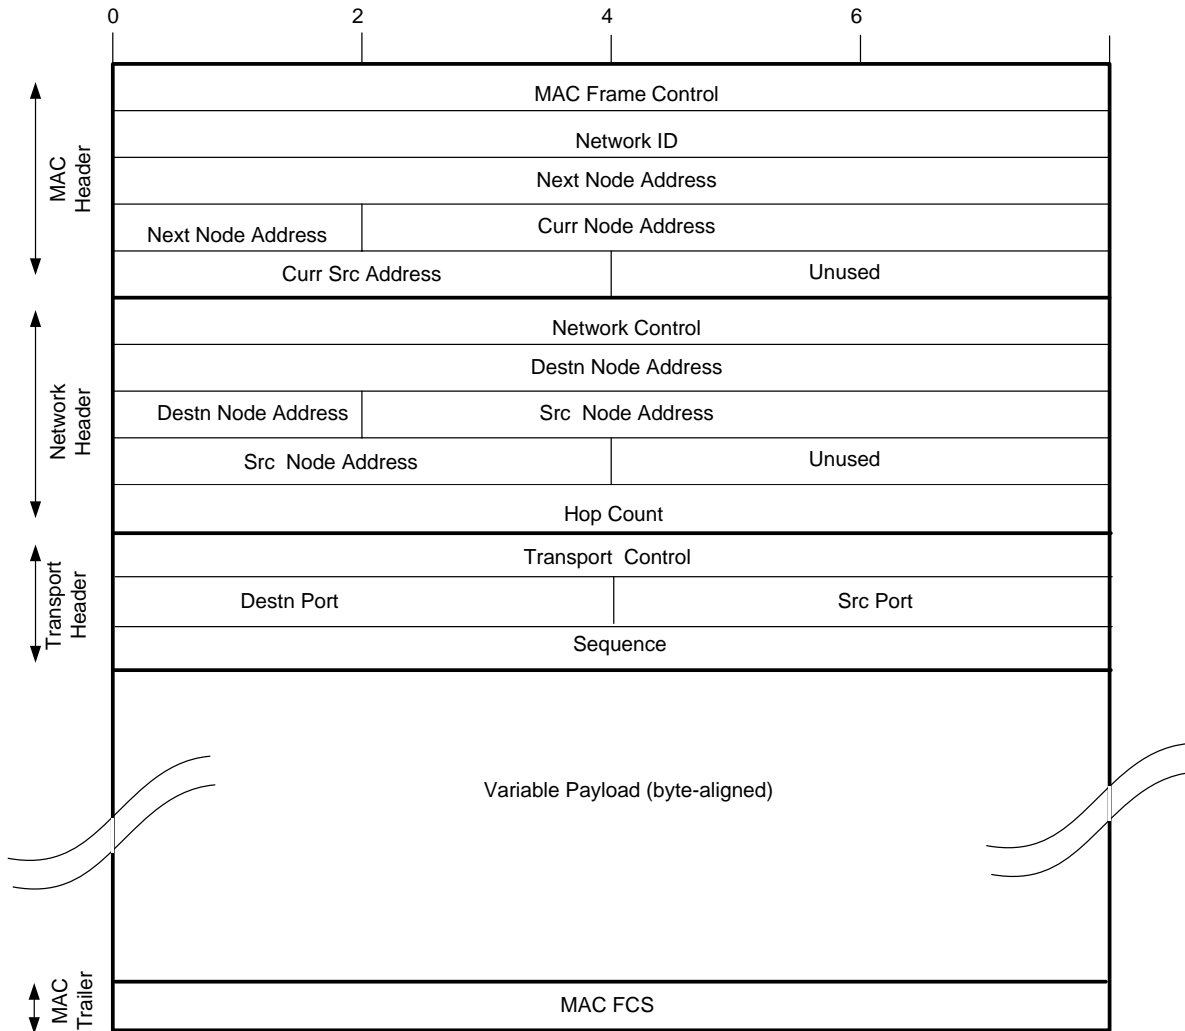 0 2 4 6
MAC Frame Control
Network ID
Next Node Address
Next Node Address Curr Node Address
Curr Src Address Unused
MAC
Header
Network Control
Destn Node Address
Destn Node Address Src Node Address
Src Node Address Unused
Hop Count
Network
Header
Transport Control
Destn Port Src Port
Sequence
Transport
Header
Variable Payload (byte-aligned)
MAC FCS
MAC
Trailer